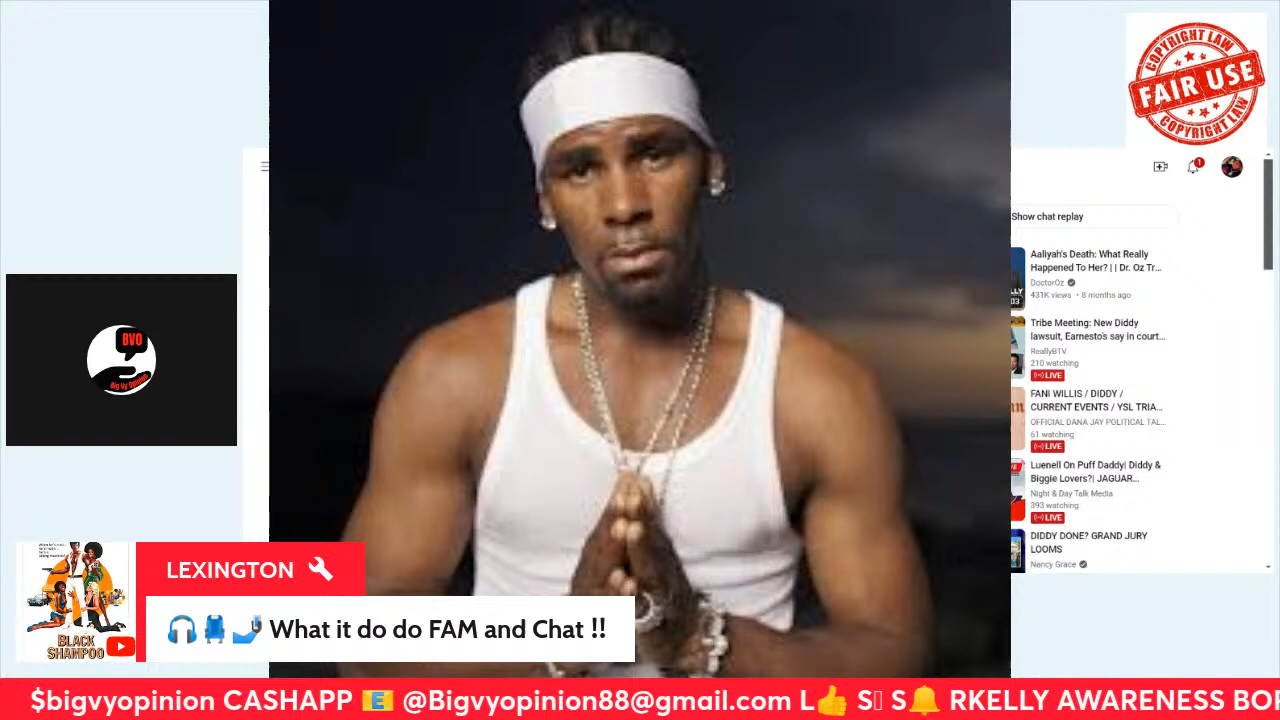 COPYRIGHT LAW
FAIR USE
COPYRIGHT LAW
1
Show chat replay
Aaliyah's Death: What Really
Happened To Her? | | Dr. Oz Tr...
DoctorOz
431K views • 8 months ago
Tribe Meeting: New Diddy
lawsuit, Earnesto's say in court...
ReallyBTV
210 watching
LIVE
FANI WILLIS / DIDDY /
CURRENT EVENTS / YSL TRIA...
OFFICIAL DANA JAY POLITICAL TAL...
61 watching
LIVE
Luenell On Puff Daddy| Diddy &
Biggie Lovers?| JAGUAR...
Night & Day Talk Media
393 watching
LIVE
DIDDY DONE? GRAND JURY
LOOMS
Nancy Grace
BVO
Big Vy Opinion
BLACK
SHAMPOO
LEXINGTON
What it do do FAM and Chat !!
$bigvyopinion CASHAPP 📧 @Bigvyopinion88@gmail.com L👍 S S🔔 RKELLY AWARENESS